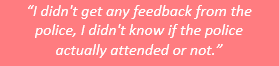 “I didn't get any feedback from the
police, I didn't know if the police
actually attended or not.”